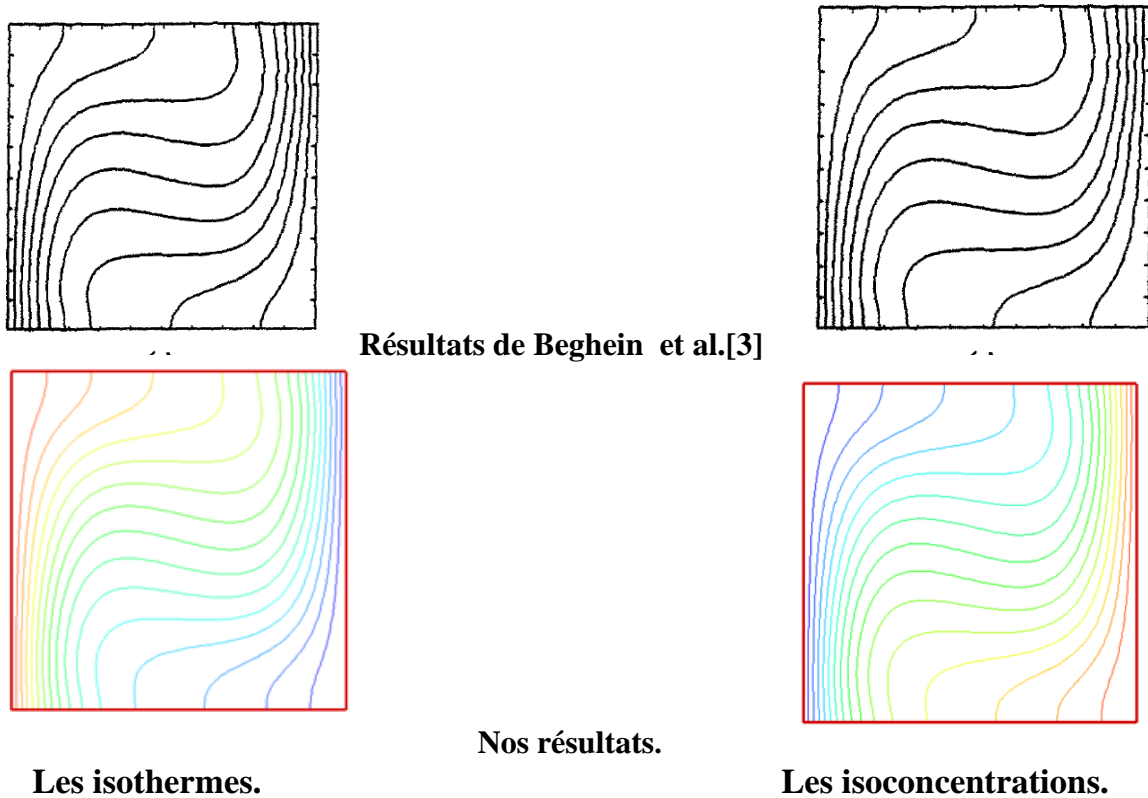 Résultats de Beghein et al.[3]
Nos résultats.
Les isothermes.
Les isoconcentrations.